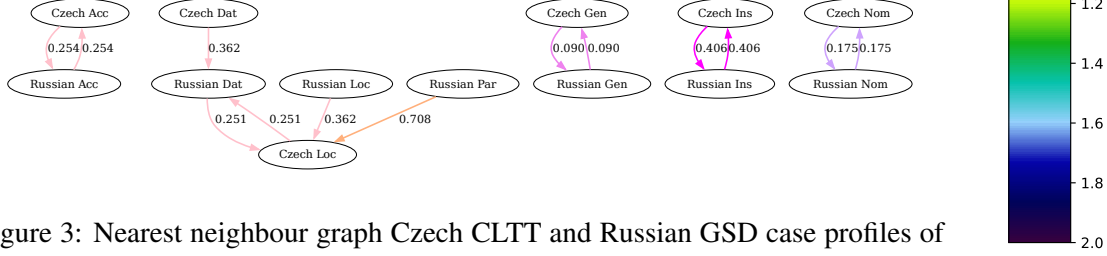 Czech Acc Czech Dat Czech Gen Czech Ins Czech Nom 1.2
0.254 0.254 0.362 0.090 0.090 0.406 0.406 0.175 0.175 1.4
Russian Acc Russian Dat Russian Loc Russian Par Russian Gen Russian Ins Russian Nom
0.251 0.251 0.362 0.708 1.6
Czech Loc
1.8
gure 3: Nearest neighbour graph Czech CLTT and Russian GSD case profiles of
2.0